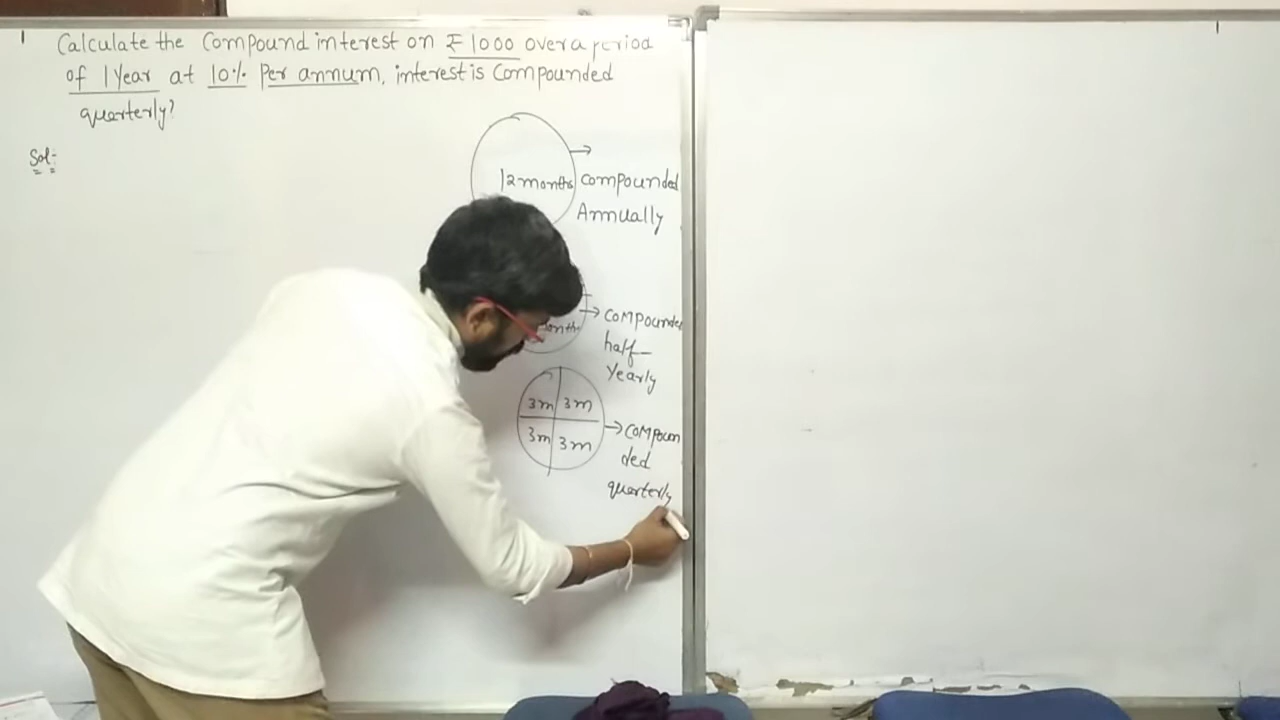 Calculate the Compound interest on ₹ 1000 over a period
of 1 Year at 10% Per annum, interest is Compounded
quarterly?
Sol:-
12 months
Compounded
Annually
Compounded
half-
Yearly
3m 3m
3m 3m
Compoun
ded
quarterly